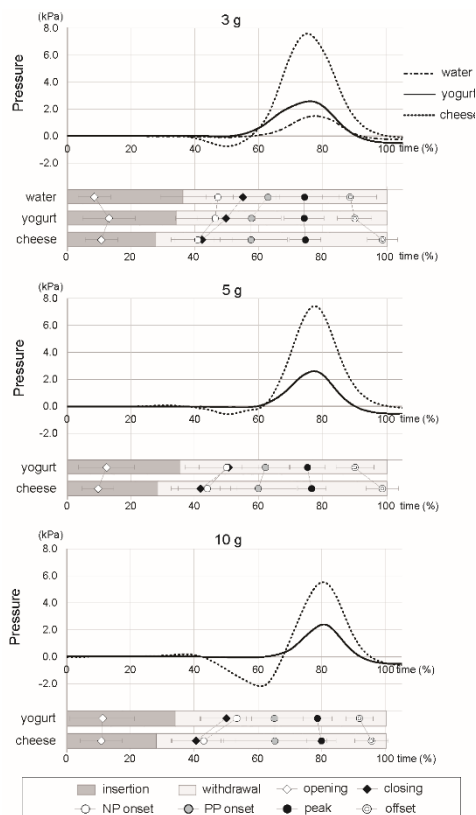 (kPa)
3 g
8.0
6.0
4.0
2.0
0.0
-2.0
Pressure
water
yogurt
cheese
0 20 40 60 80 100 time (%)
water
yogurt
cheese
0 20 40 60 80 100 time (%)
(kPa)
5 g
8.0
6.0
4.0
2.0
0.0
-2.0
Pressure
0 20 40 60 80 100 time (%)
yogurt
cheese
0 20 40 60 80 100 time (%)
(kPa)
10 g
8.0
6.0
4.0
2.0
0.0
-2.0
Pressure
0 20 40 60 80 100 time (%)
yogurt
cheese
0 20 40 60 80 100 time (%)
insertion withdrawal opening closing
NP onset PP onset peak offset